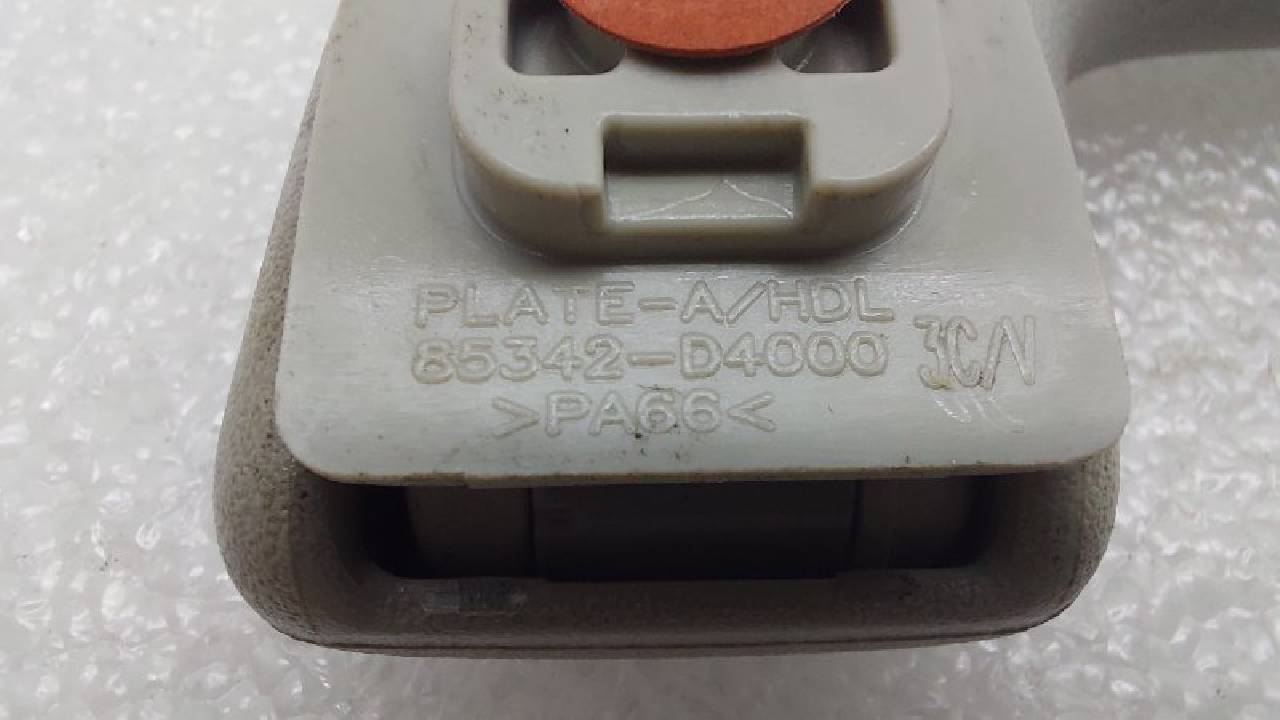 PLATE-A/HDL
85342-D4000 3C/V
>PA66<